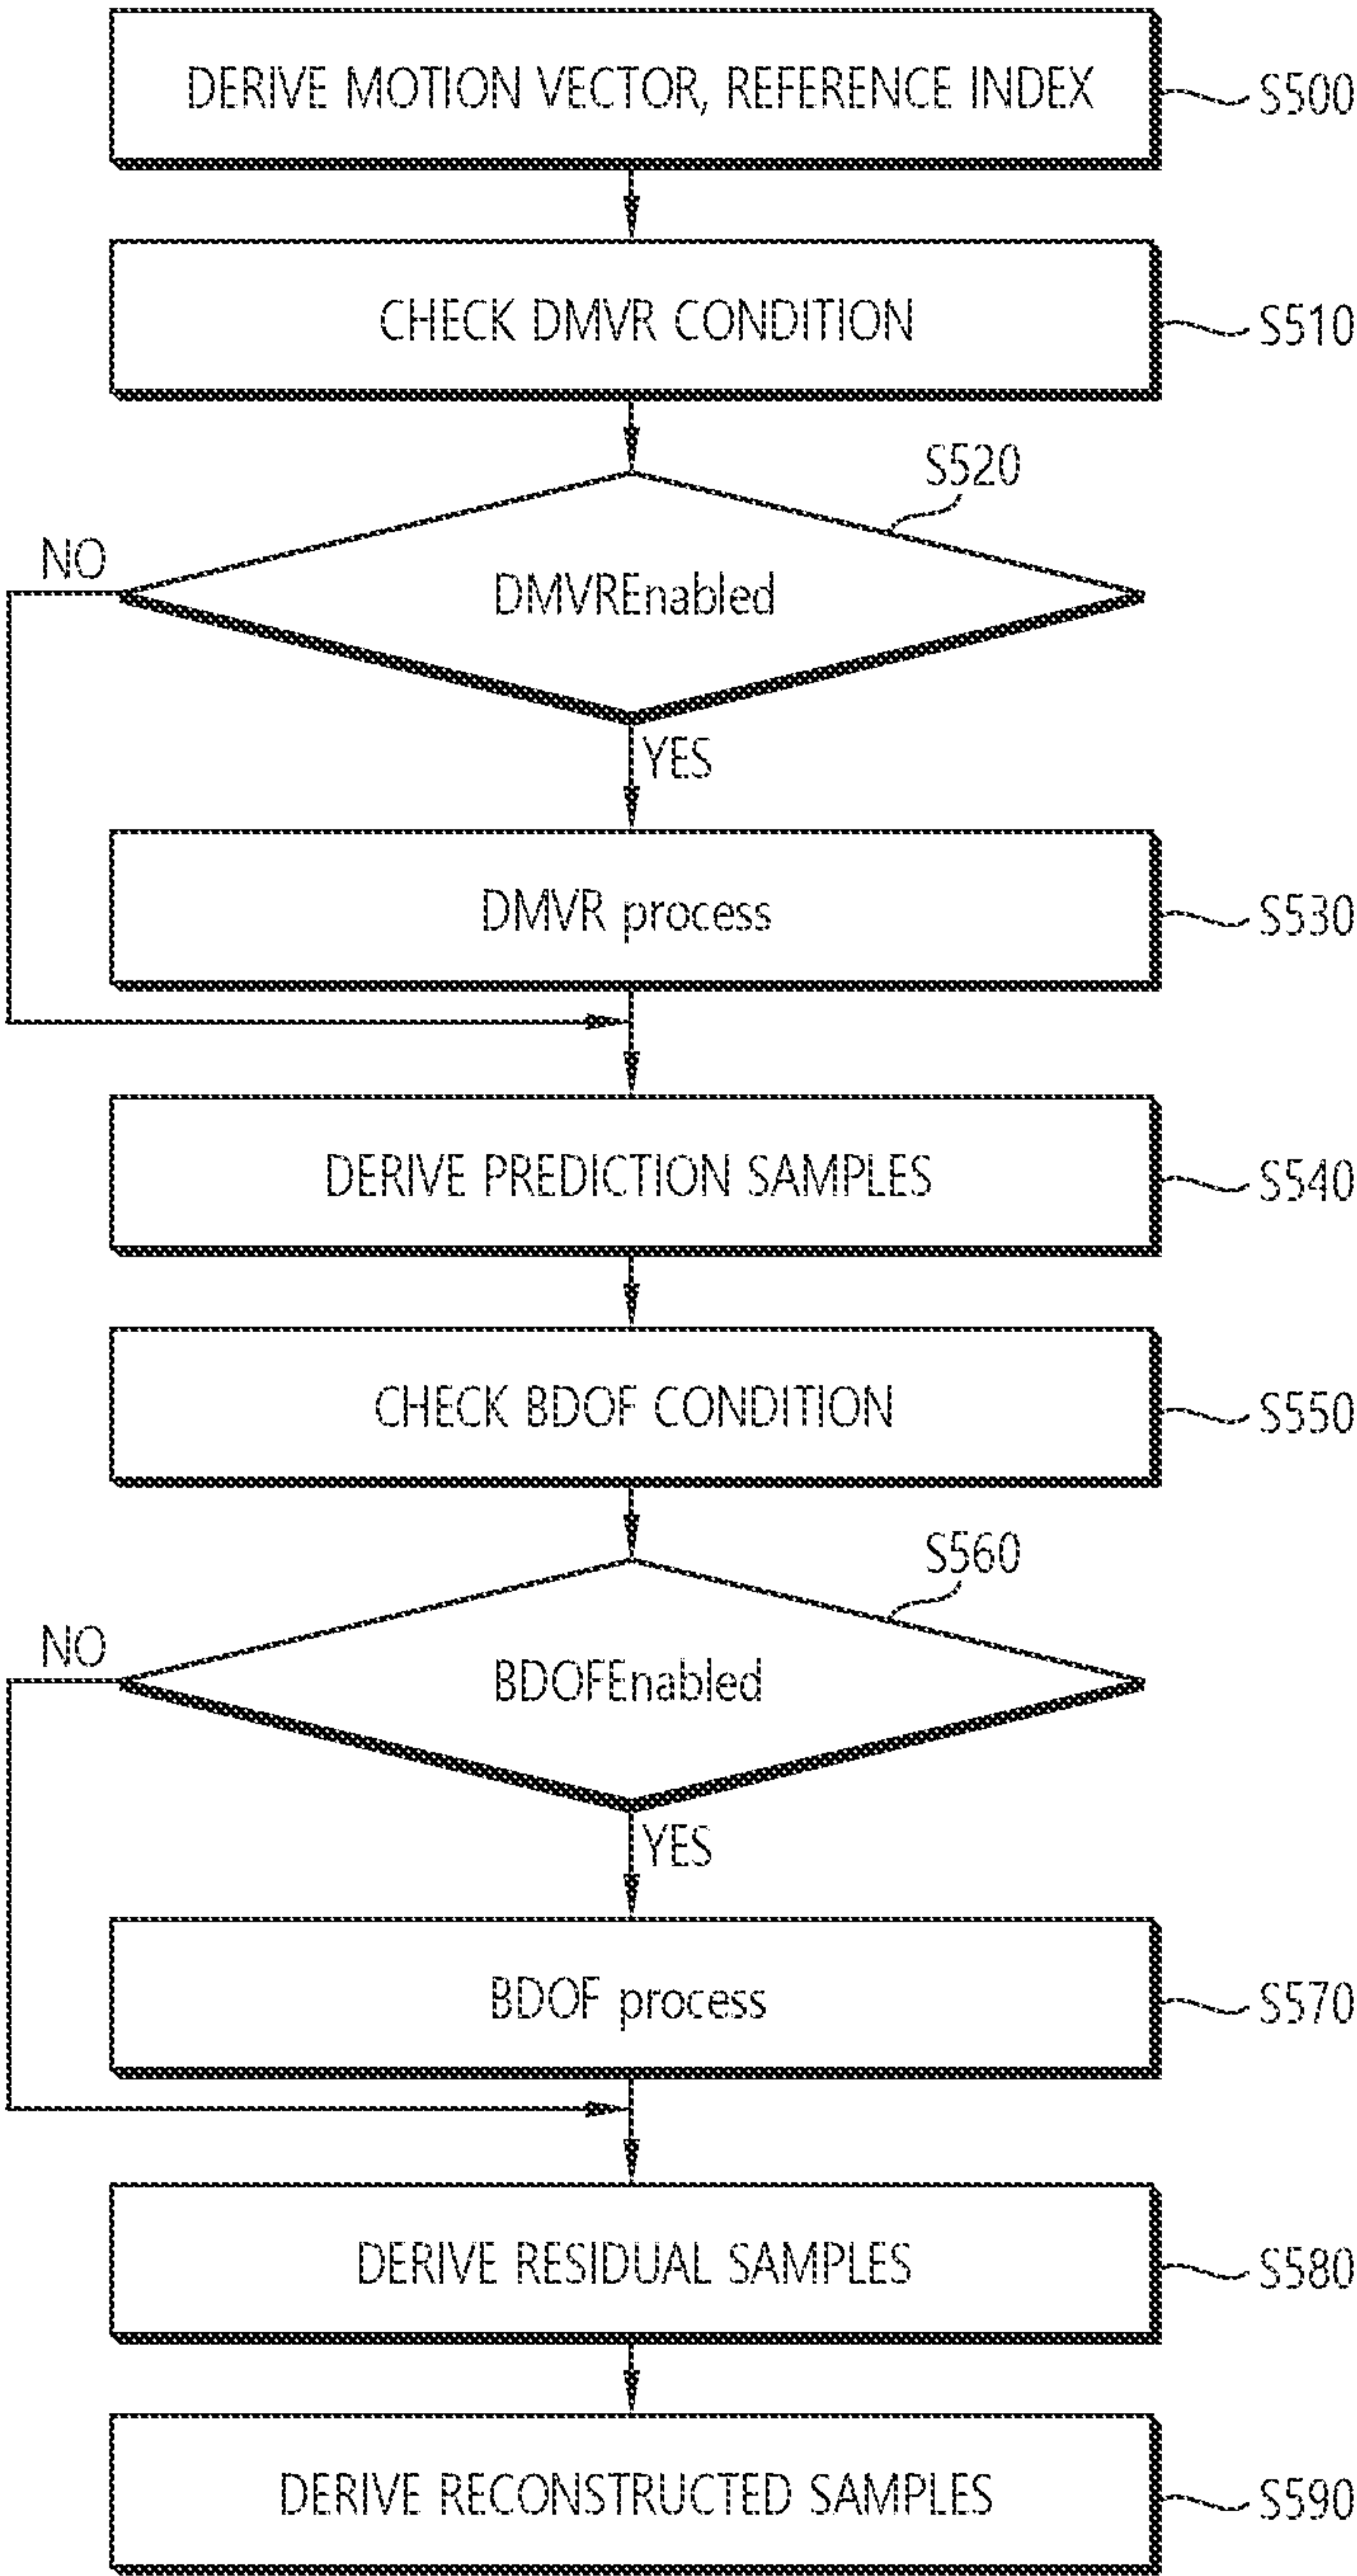 DERIVE MOTION VECTOR, REFERENCE INDEX
S500
CHECK DMVR CONDITION
S510
S520
NO
DMVREnabled
YES
DMVR process
S530
DERIVE PREDICTION SAMPLES
S540
CHECK BDOF CONDITION
S550
S560
NO
BDOFEnabled
YES
BDOF process
S570
DERIVE RESIDUAL SAMPLES
S580
DERIVE RECONSTRUCTED SAMPLES
S590